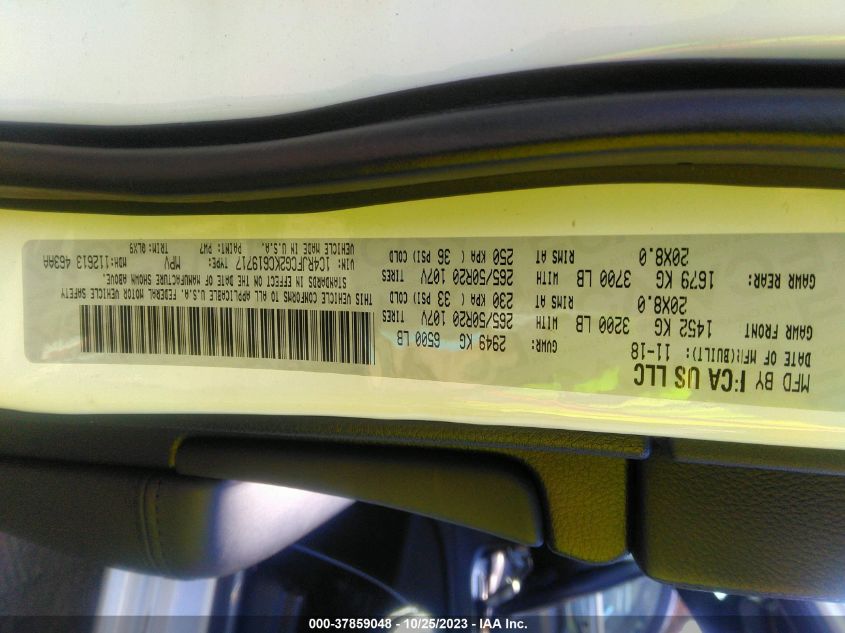 MFD BY FCA US LLC
DATE OF MFR(BUILT): 11-18 GVWR: 2949 KG 6500 LB
GAWR FRONT 1452 KG 3200 LB WITH 265/50R20 107V TIRES
20X8.0 RIMS AT 230 KPA ( 33 PSI) COLD
GAWR REAR: 1679 KG 3700 LB WITH 265/50R20 107V TIRES
20X8.0 RIMS AT 250 KPA ( 36 PSI) COLD
THIS VEHICLE CONFORMS TO ALL APPLICABLE U.S.A. FEDERAL MOTOR VEHICLE SAFETY
STANDARDS IN EFFECT ON THE DATE OF MANUFACTURE SHOWN ABOVE.
VIN: 1C4RJFCG2KC619717 TYPE: MPV MDH: 112613 463AA
VEHICLE MADE IN U.S.A. PAINT: PW7 TRIM: QLX9
000-37859048 - 10/25/2023 - IAA Inc.